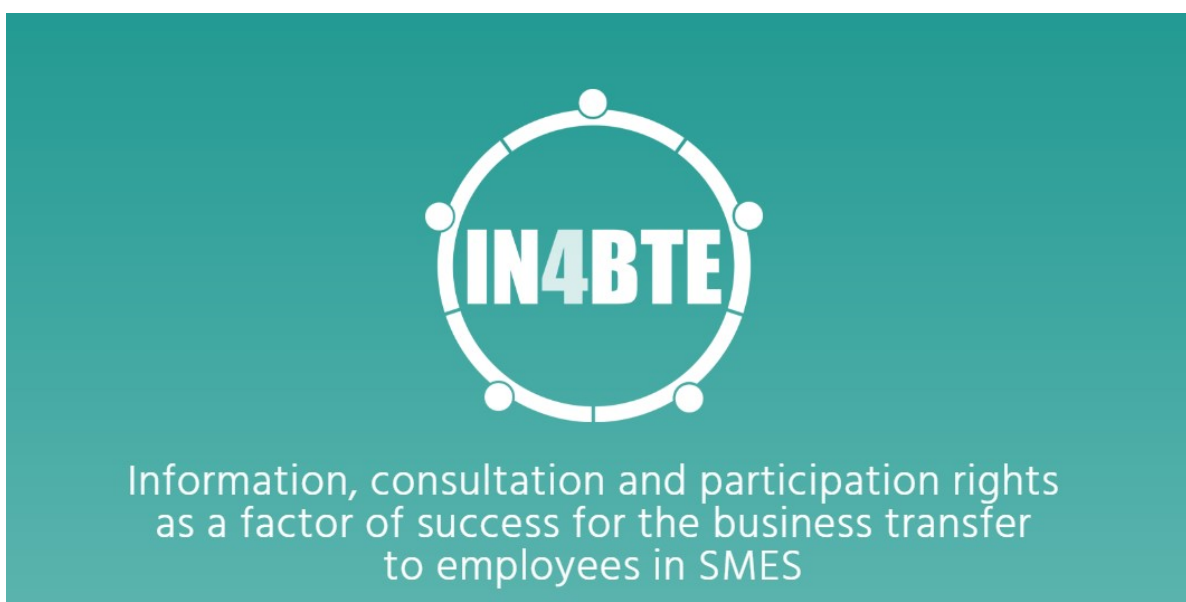 IN4BTE
Information, consultation and participation rights
as a factor of success for the business transfer
to employees in SMES